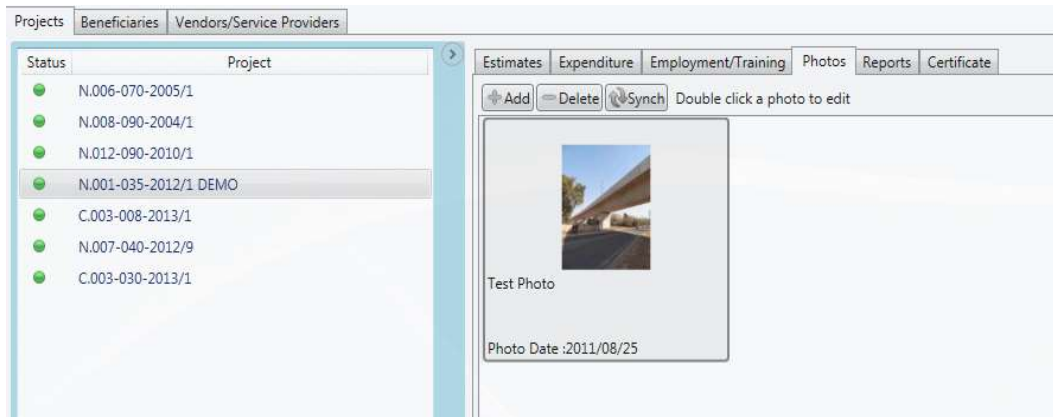 Projects Beneficiaries Vendors/Service Providers
Status Project
N.006-070-2005/1
N.008-090-2004/1
N.012-090-2010/1
N.001-035-2012/1 DEMO
C.003-008-2013/1
N.007-040-2012/9
C.003-030-2013/1
Estimates Expenditure Employment/Training Photos Reports Certificate
Add Delete Synch Double click a photo to edit
Test Photo
Photo Date :2011/08/25